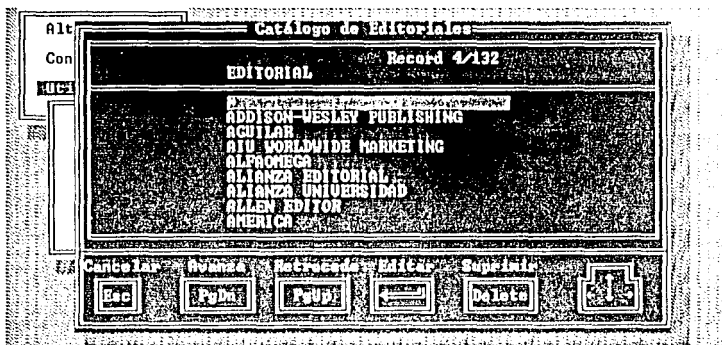 Alt
Catálogo de Editoriales
Con
Record 4/132
EDITORIAL
ADDISON-WESLEY PUBLISHING
AGUILAR
AIU WORLDWIDE MARKETING
ALFAOMEGA
ALIANZA EDITORIAL
ALIANZA UNIVERSIDAD
ALLEN EDITOR
AMERICA
Cancelar Avanza Retrocede Editar Suprimir
Esc PgDn PgUp Delete